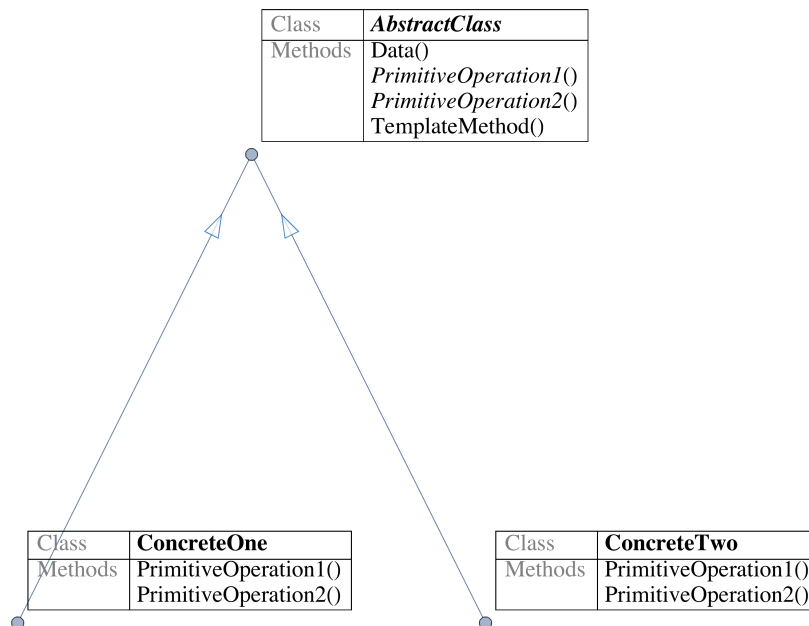 Class AbstractClass
Methods Data()
PrimitiveOperation1()
PrimitiveOperation2()
TemplateMethod()
Class ConcreteOne
Methods PrimitiveOperation1()
PrimitiveOperation2()
Class ConcreteTwo
Methods PrimitiveOperation1()
PrimitiveOperation2()